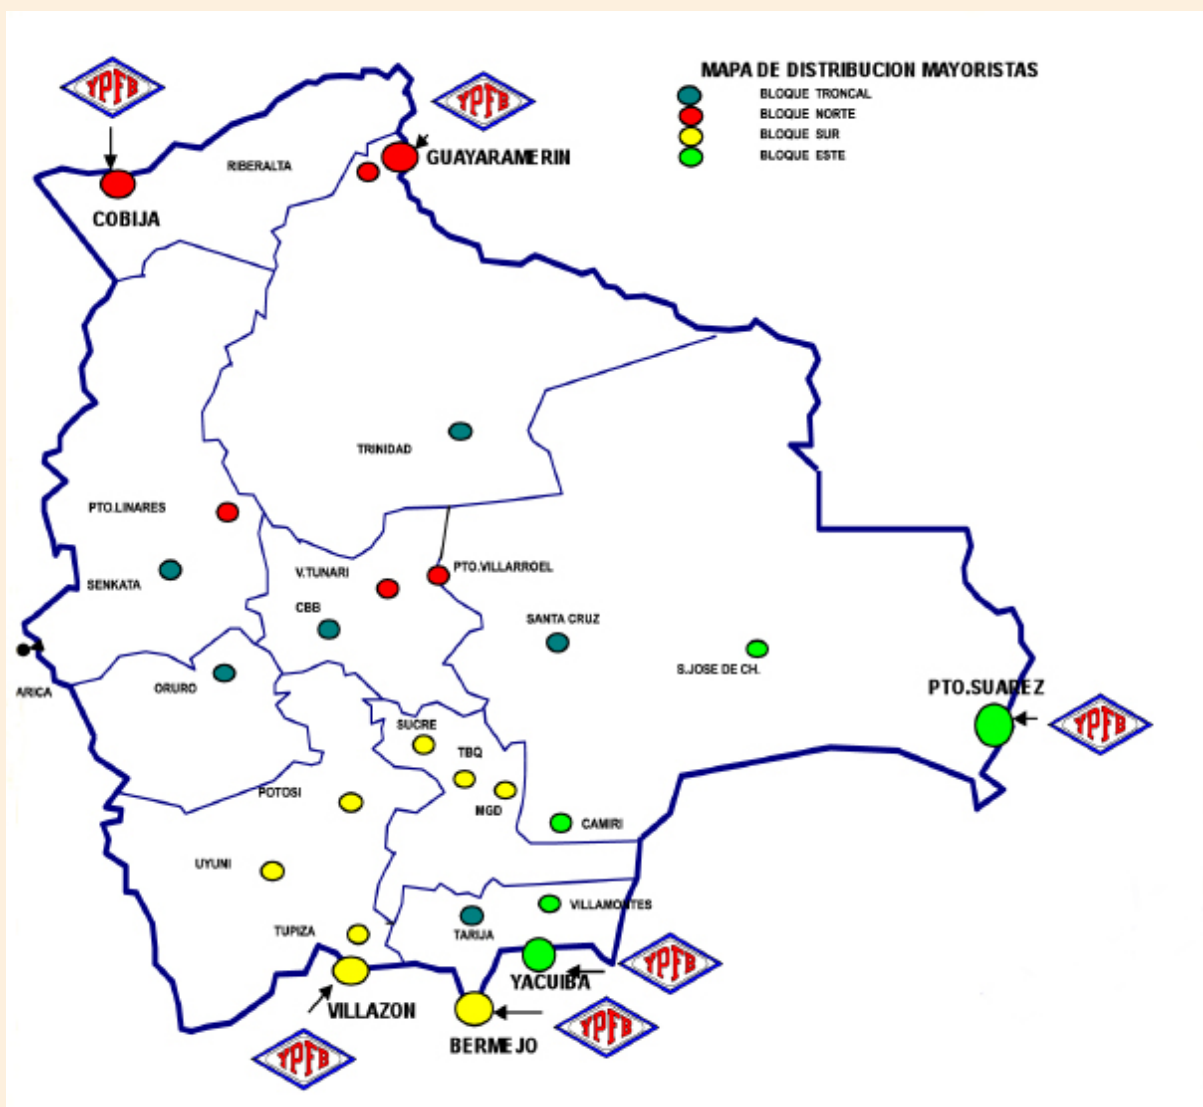 YPFB
MAPA DE DISTRIBUCION MAYORISTAS
BLOQUE TRONCAL
BLOQUE NORTE
BLOQUE SUR
BLOQUE ESTE
YPFB
GUAYARAMERIN
RIBERALTA
COBIJA
TRINIDAD
PTO.LINARES
SENKATA
V.TUNARI
PTO.VILLARROEL
CBB
SANTA CRUZ
S.JOSE DE CH.
ARICA
ORURO
PTO.SUAREZ
YPFB
SUCRE
TBQ
POTOSI
MGD
CAMIRI
UYUNI
VILLAMONTES
TUPIZA
TARIJA
YACUIBA
YPFB
VILLAZON
BERMEJO
YPFB
YPFB